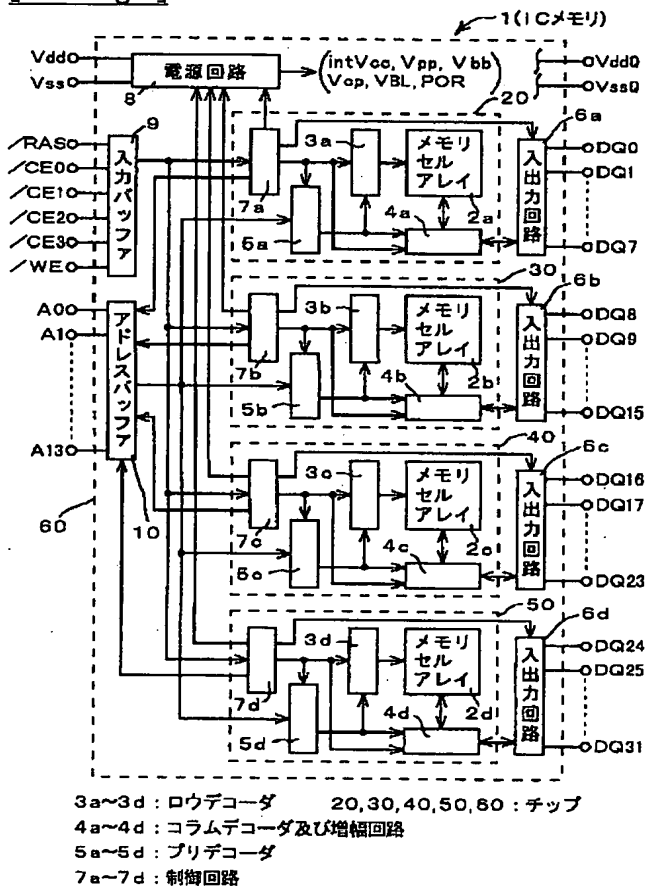 1(ICメモリ)
Vdd
Vss
電源回路
8
(intVcc, Vpp, Vbb
Vcp, VBL, POR)
VddQ
VssQ
9
20
6a
/RAS
/CE0
/CE1
/CE2
/CE3
/WE
入力バッファ
7a
3a
メモリ
セル
アレイ
2a
4a
5a
入出力回路
DQ0
DQ1
DQ7
30
6b
A0
A1
A13
アドレスバッファ
10
60
7b
3b
メモリ
セル
アレイ
2b
4b
5b
入出力回路
DQ8
DQ9
DQ15
40
6c
7c
3c
メモリ
セル
アレイ
2c
4c
5c
入出力回路
DQ16
DQ17
DQ23
50
6d
7d
3d
メモリ
セル
アレイ
2d
4d
5d
入出力回路
DQ24
DQ25
DQ31
3a~3d:ロウデコーダ 20,30,40,50,60:チップ
4a~4d:コラムデコーダ及び増幅回路
5a~5d:プリデコーダ
7a~7d:制御回路